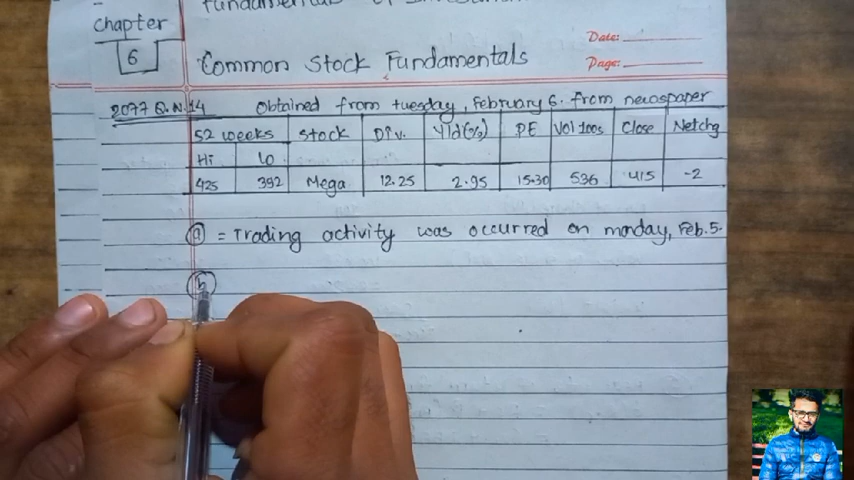 fundamentals of
chapter
6
Common Stock Fundamentals
Date:
Page:
2077 Q.N.14 Obtained from tuesday, February 6. from newspaper
52 weeks Stock Div. Yld(%) PE Vol 100s Close Netchg
Hi Lo
425 392 Mega 12.25 2.95 15.30 536 415 -2
(a) = Trading activity was occurred on monday, Feb.5.
(b)